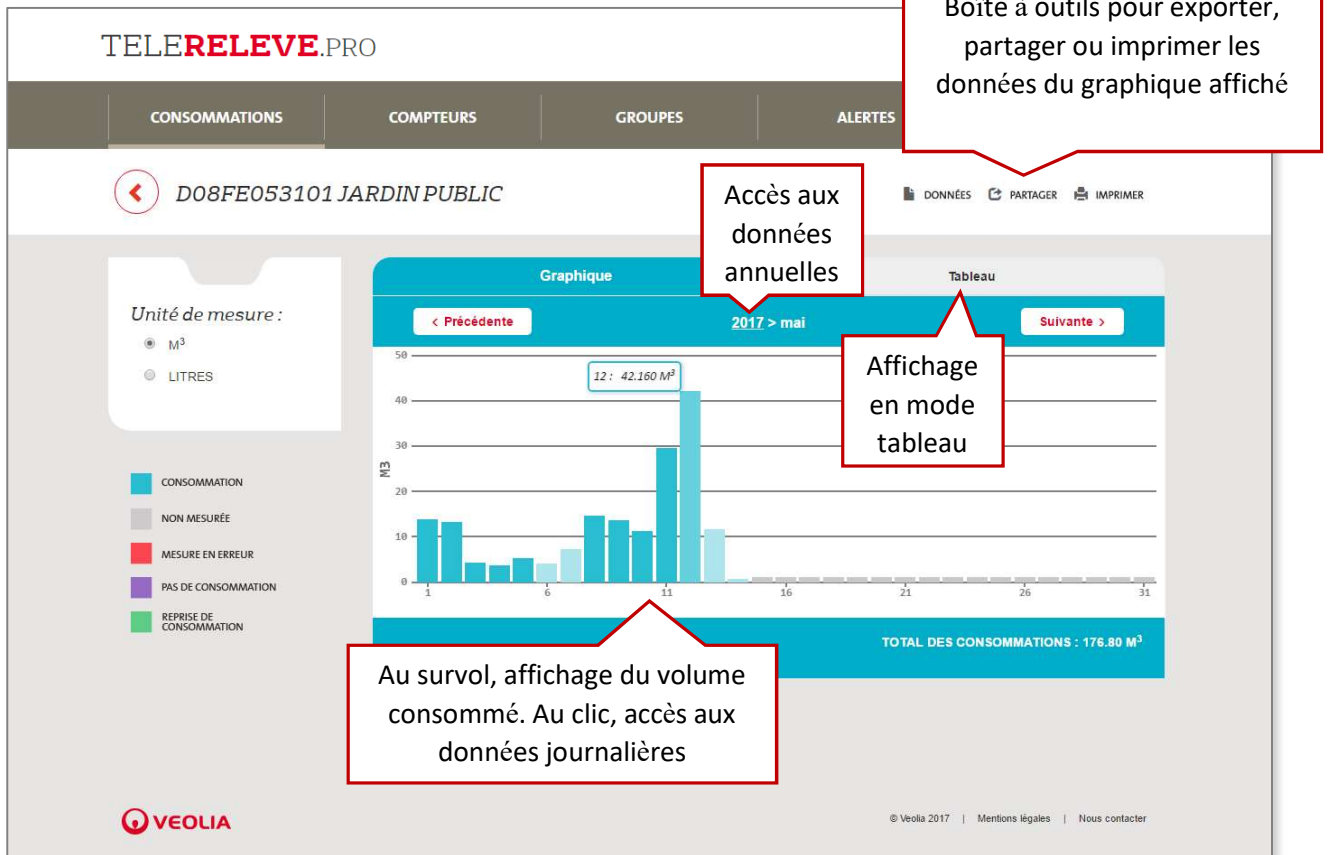 Boîte à outils pour exporter,
partager ou imprimer les
données du graphique affiché
TELERELEVE.PRO
CONSOMMATIONS
COMPTEURS
GROUPES
ALERTES
D08FE053101 JARDIN PUBLIC
Accès aux
données
annuelles
DONNÉES
PARTAGER
IMPRIMER
Unité de mesure :
M³
LITRES
Graphique
Tableau
< Précédente
2017 > mai
Suivante >
Affichage
en mode
tableau
12 : 42.160 M³
M3
50
40
30
20
10
0
1
6
11
16
21
26
31
CONSOMMATION
NON MESURÉE
MESURE EN ERREUR
PAS DE CONSOMMATION
REPRISE DE
CONSOMMATION
TOTAL DES CONSOMMATIONS : 176.80 M³
Au survol, affichage du volume
consommé. Au clic, accès aux
données journalières
VEOLIA
© Veolia 2017 | Mentions légales | Nous contacter